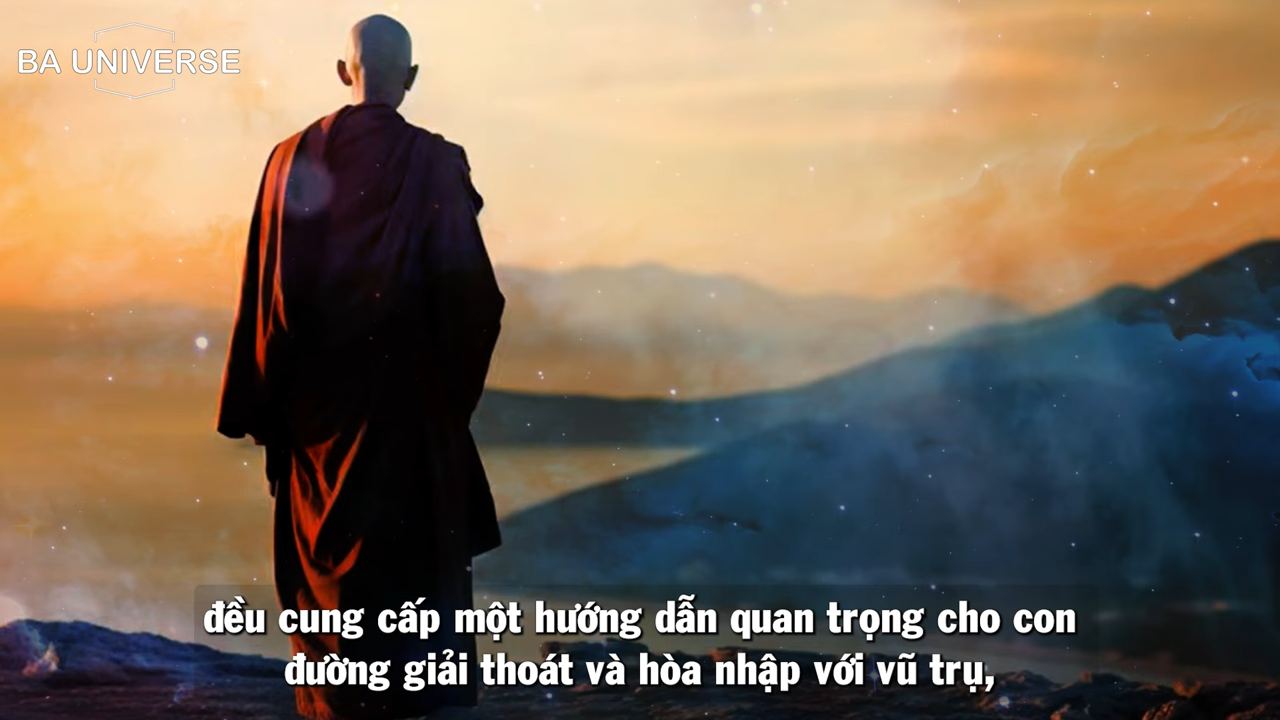 BA UNIVERSE
đều cung cấp một hướng dẫn quan trọng cho con
đường giải thoát và hòa nhập với vũ trụ,